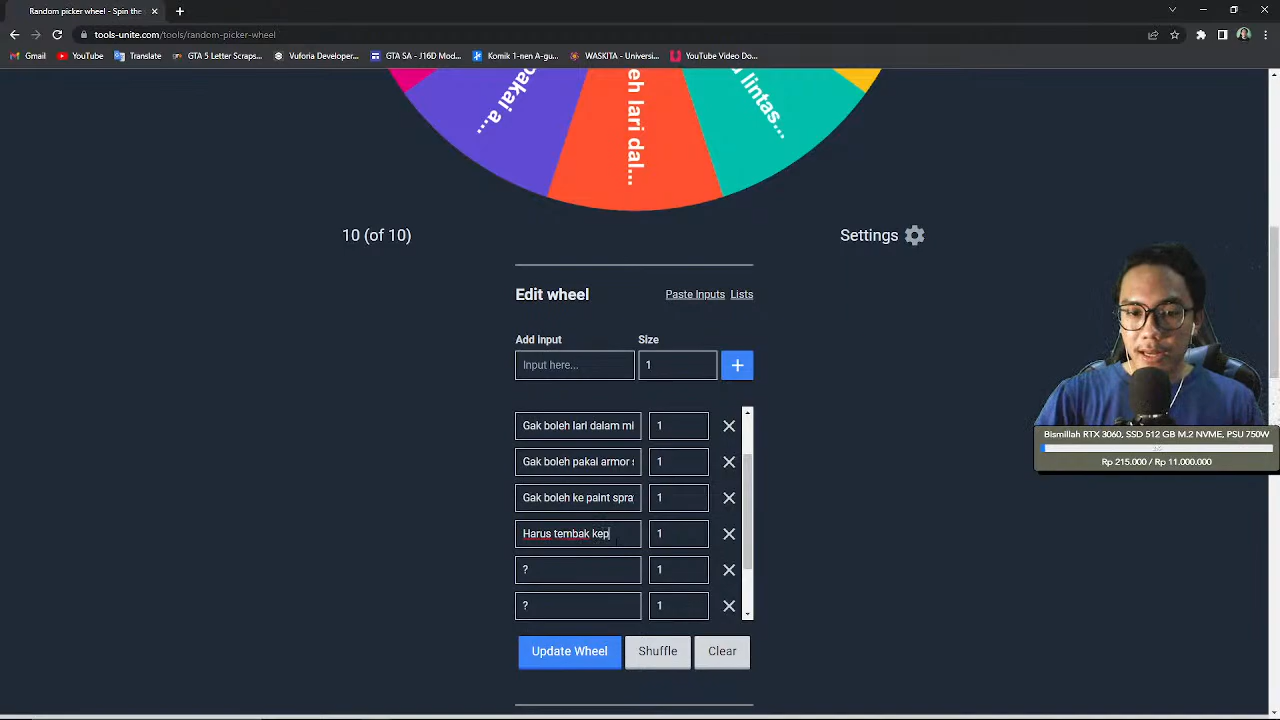 Random picker wheel - Spin the
tools-unite.com/tools/random-picker-wheel
Gmail
YouTube
Translate
GTA 5 Letter Scraps...
Vuforia Developer...
GTA SA - J16D Mod...
Komik 1-nen A-gu...
WASKITA - Universi...
YouTube Video Do...
pakai a...
eh lari dal...
lintas...
10 (of 10)
Settings
Edit wheel
Paste Inputs
Lists
Add input
Size
Input here...
1
+
Gak boleh lari dalam mi
1
Gak boleh pakai armor s
1
Gak boleh ke paint spra
1
Harus tembak kep
1
?
1
?
1
Update Wheel
Shuffle
Clear
Bismillah RTX 3060, SSD 512 GB M.2 NVME, PSU 750W
Rp 215.000 / Rp 11.000.000